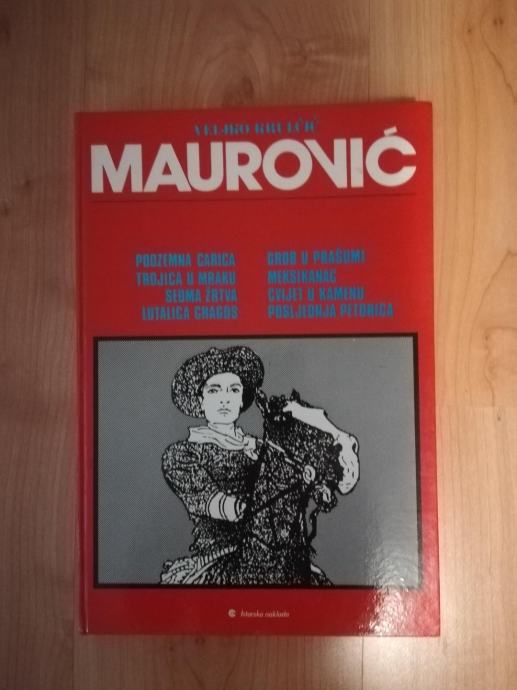 VELJKO KRULČIĆ
MAUROVIĆ
PODZEMNA CARICA
TROJICA U MRAKU
SEDMA ŽRTVA
LUTALICA CHAGOS
GROB U PRAŠUMI
MEKSIKANAC
CVIJET U KAMENU
POSLJEDNJA PETORICA
Istarska naklada